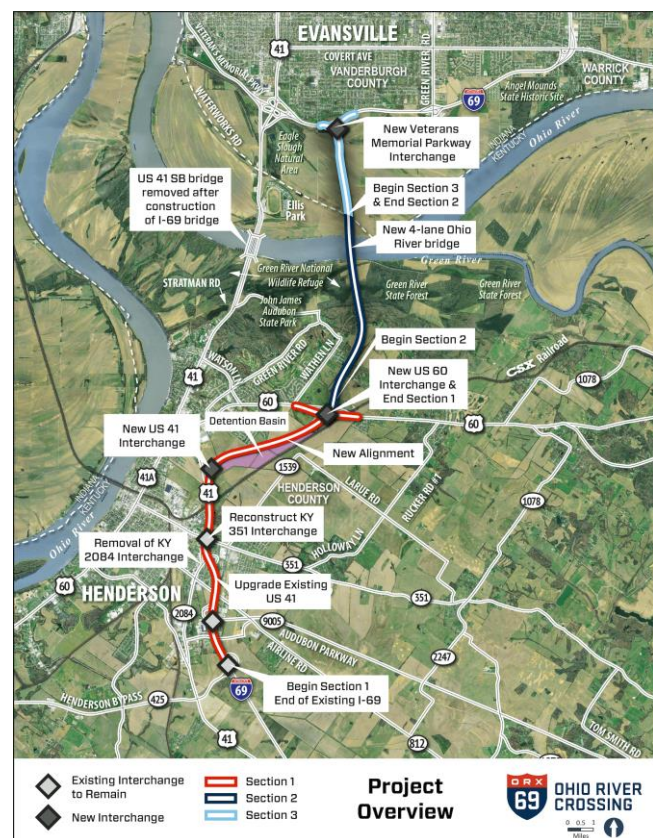 EVANSVILLE
41
COVERT AVE
VETERAN'S MEMORIAL PKWY
VANDERBURGH
COUNTY
GREEN RIVER RD
WARRICK
COUNTY
69
Angel Mounds
State Historic Site
WATERWORKS RD
Eagle
Slough
Natural
Area
New Veterans
Memorial Parkway
Interchange
INDIANA
KENTUCKY
Ohio River
US 41 SB bridge
removed after
construction
of I-69 bridge
Ellis
Park
Begin Section 3
& End Section 2
New 4-lane Ohio
River bridge
Green River
STRATMAN RD
Green River National
Wildlife Refuge
Green River
State Forest
Green River
State Forest
John James
Audubon
State Park
WATSON
GREEN RIVER RD
WATHEN LN
Begin Section 2
CSX Railroad
1078
41
60
New US 60
Interchange &
End Section 1
60
Detention Basin
New US 41
Interchange
New Alignment
INDIANA
KENTUCKY
41A
1539
41
HENDERSON
COUNTY
LARUE RD
RUCKER RD #1
1078
Ohio River
Removal of KY
2084 Interchange
Reconstruct KY
351 Interchange
HOLLOWAY LN
351
351
60
HENDERSON
Upgrade Existing
US 41
2084
9005
AUDUBON PARKWAY
AIRLINE RD
2247
HENDERSON BYPASS
425
69
Begin Section 1
End of Existing I-69
41
812
TOM SMITH RD
Existing Interchange
to Remain
New Interchange
Section 1
Section 2
Section 3
Project
Overview
ORX
69
OHIO RIVER
CROSSING
0 0.5 1
Miles